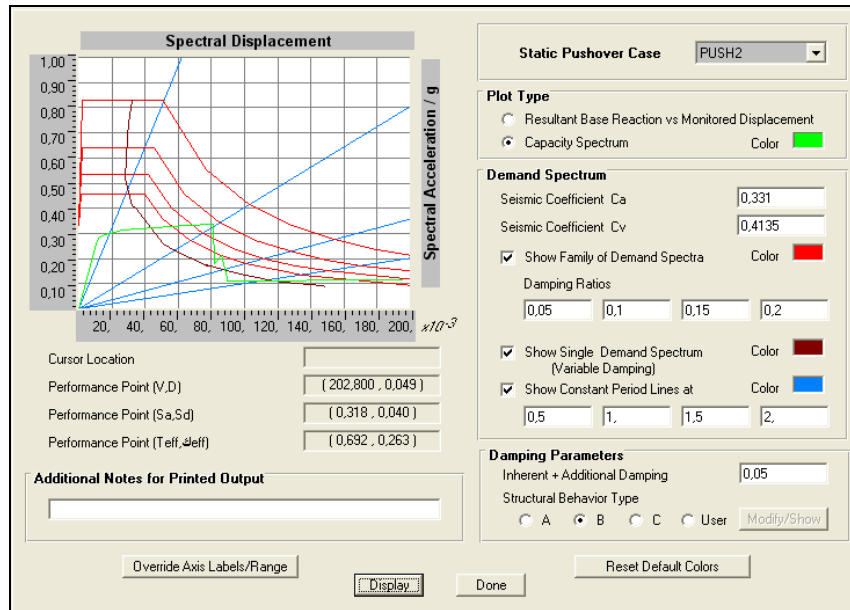 Spectral Displacement
1,00
0,90
0,80
0,70
0,60
0,50
0,40
0,30
0,20
0,10
20, 40, 60, 80, 100, 120, 140, 160, 180, 200, x10-3
Spectral Acceleration / g
Cursor Location
Performance Point (V,D) ( 202,800 , 0,049 )
Performance Point (Sa,Sd) ( 0,318 , 0,040 )
Performance Point (Teff,كeff) ( 0,692 , 0,263 )
Additional Notes for Printed Output
Static Pushover Case PUSH2
Plot Type
Resultant Base Reaction vs Monitored Displacement
Capacity Spectrum Color
Demand Spectrum
Seismic Coefficient Ca 0,331
Seismic Coefficient Cv 0,4135
Show Family of Demand Spectra Color
Damping Ratios
0,05 0,1 0,15 0,2
Show Single Demand Spectrum Color
(Variable Damping)
Show Constant Period Lines at Color
0,5 1, 1,5 2,
Damping Parameters
Inherent + Additional Damping 0,05
Structural Behavior Type
A B C User Modify/Show
Override Axis Labels/Range
Reset Default Colors
Display Done